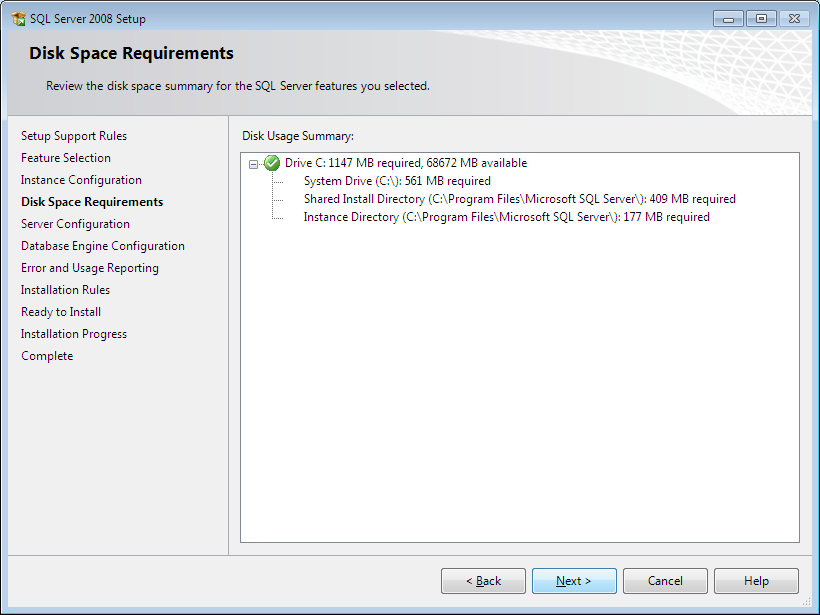 SQL Server 2008 Setup
Disk Space Requirements
Review the disk space summary for the SQL Server features you selected.
Setup Support Rules
Feature Selection
Instance Configuration
Disk Space Requirements
Server Configuration
Database Engine Configuration
Error and Usage Reporting
Installation Rules
Ready to Install
Installation Progress
Complete
Disk Usage Summary:
Drive C: 1147 MB required, 68672 MB available
System Drive (C:\): 561 MB required
Shared Install Directory (C:\Program Files\Microsoft SQL Server\): 409 MB required
Instance Directory (C:\Program Files\Microsoft SQL Server\): 177 MB required
< Back
Next >
Cancel
Help